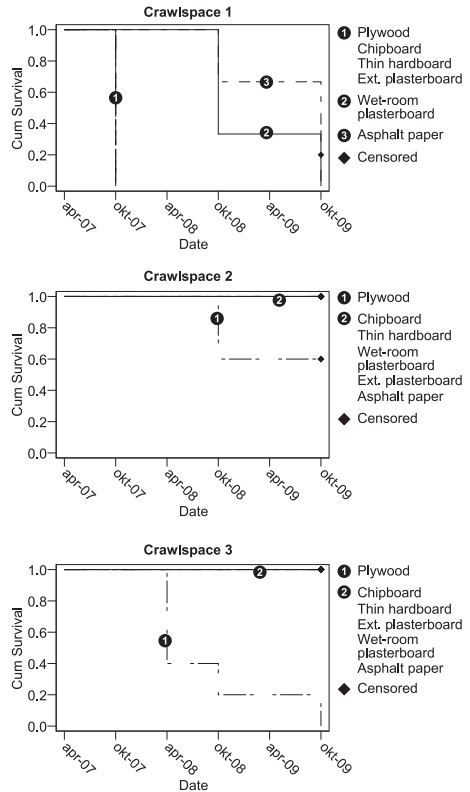 Crawlspace 1
Cum Survival
1.0
0.8
0.6
0.4
0.2
0.0
1
3
2
apr-07
okt-07
apr-08
okt-08
apr-09
okt-09
Date
1 Plywood
Chipboard
Thin hardboard
Ext. plasterboard
2 Wet-room
plasterboard
3 Asphalt paper
Censored
Crawlspace 2
Cum Survival
1.0
0.8
0.6
0.4
0.2
0.0
1
2
apr-07
okt-07
apr-08
okt-08
apr-09
okt-09
Date
1 Plywood
2 Chipboard
Thin hardboard
Wet-room
plasterboard
Ext. plasterboard
Asphalt paper
Censored
Crawlspace 3
Cum Survival
1.0
0.8
0.6
0.4
0.2
0.0
1
2
apr-07
okt-07
apr-08
okt-08
apr-09
okt-09
Date
1 Plywood
2 Chipboard
Thin hardboard
Ext. plasterboard
Wet-room
plasterboard
Asphalt paper
Censored